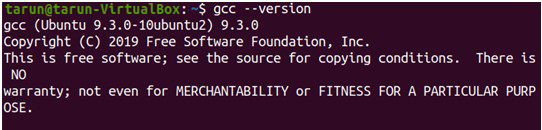 tarun@tarun-VirtualBox:~$ gcc --version
gcc (Ubuntu 9.3.0-10ubuntu2) 9.3.0
Copyright (C) 2019 Free Software Foundation, Inc.
This is free software; see the source for copying conditions.  There is
 NO
warranty; not even for MERCHANTABILITY or FITNESS FOR A PARTICULAR PURP
OSE.